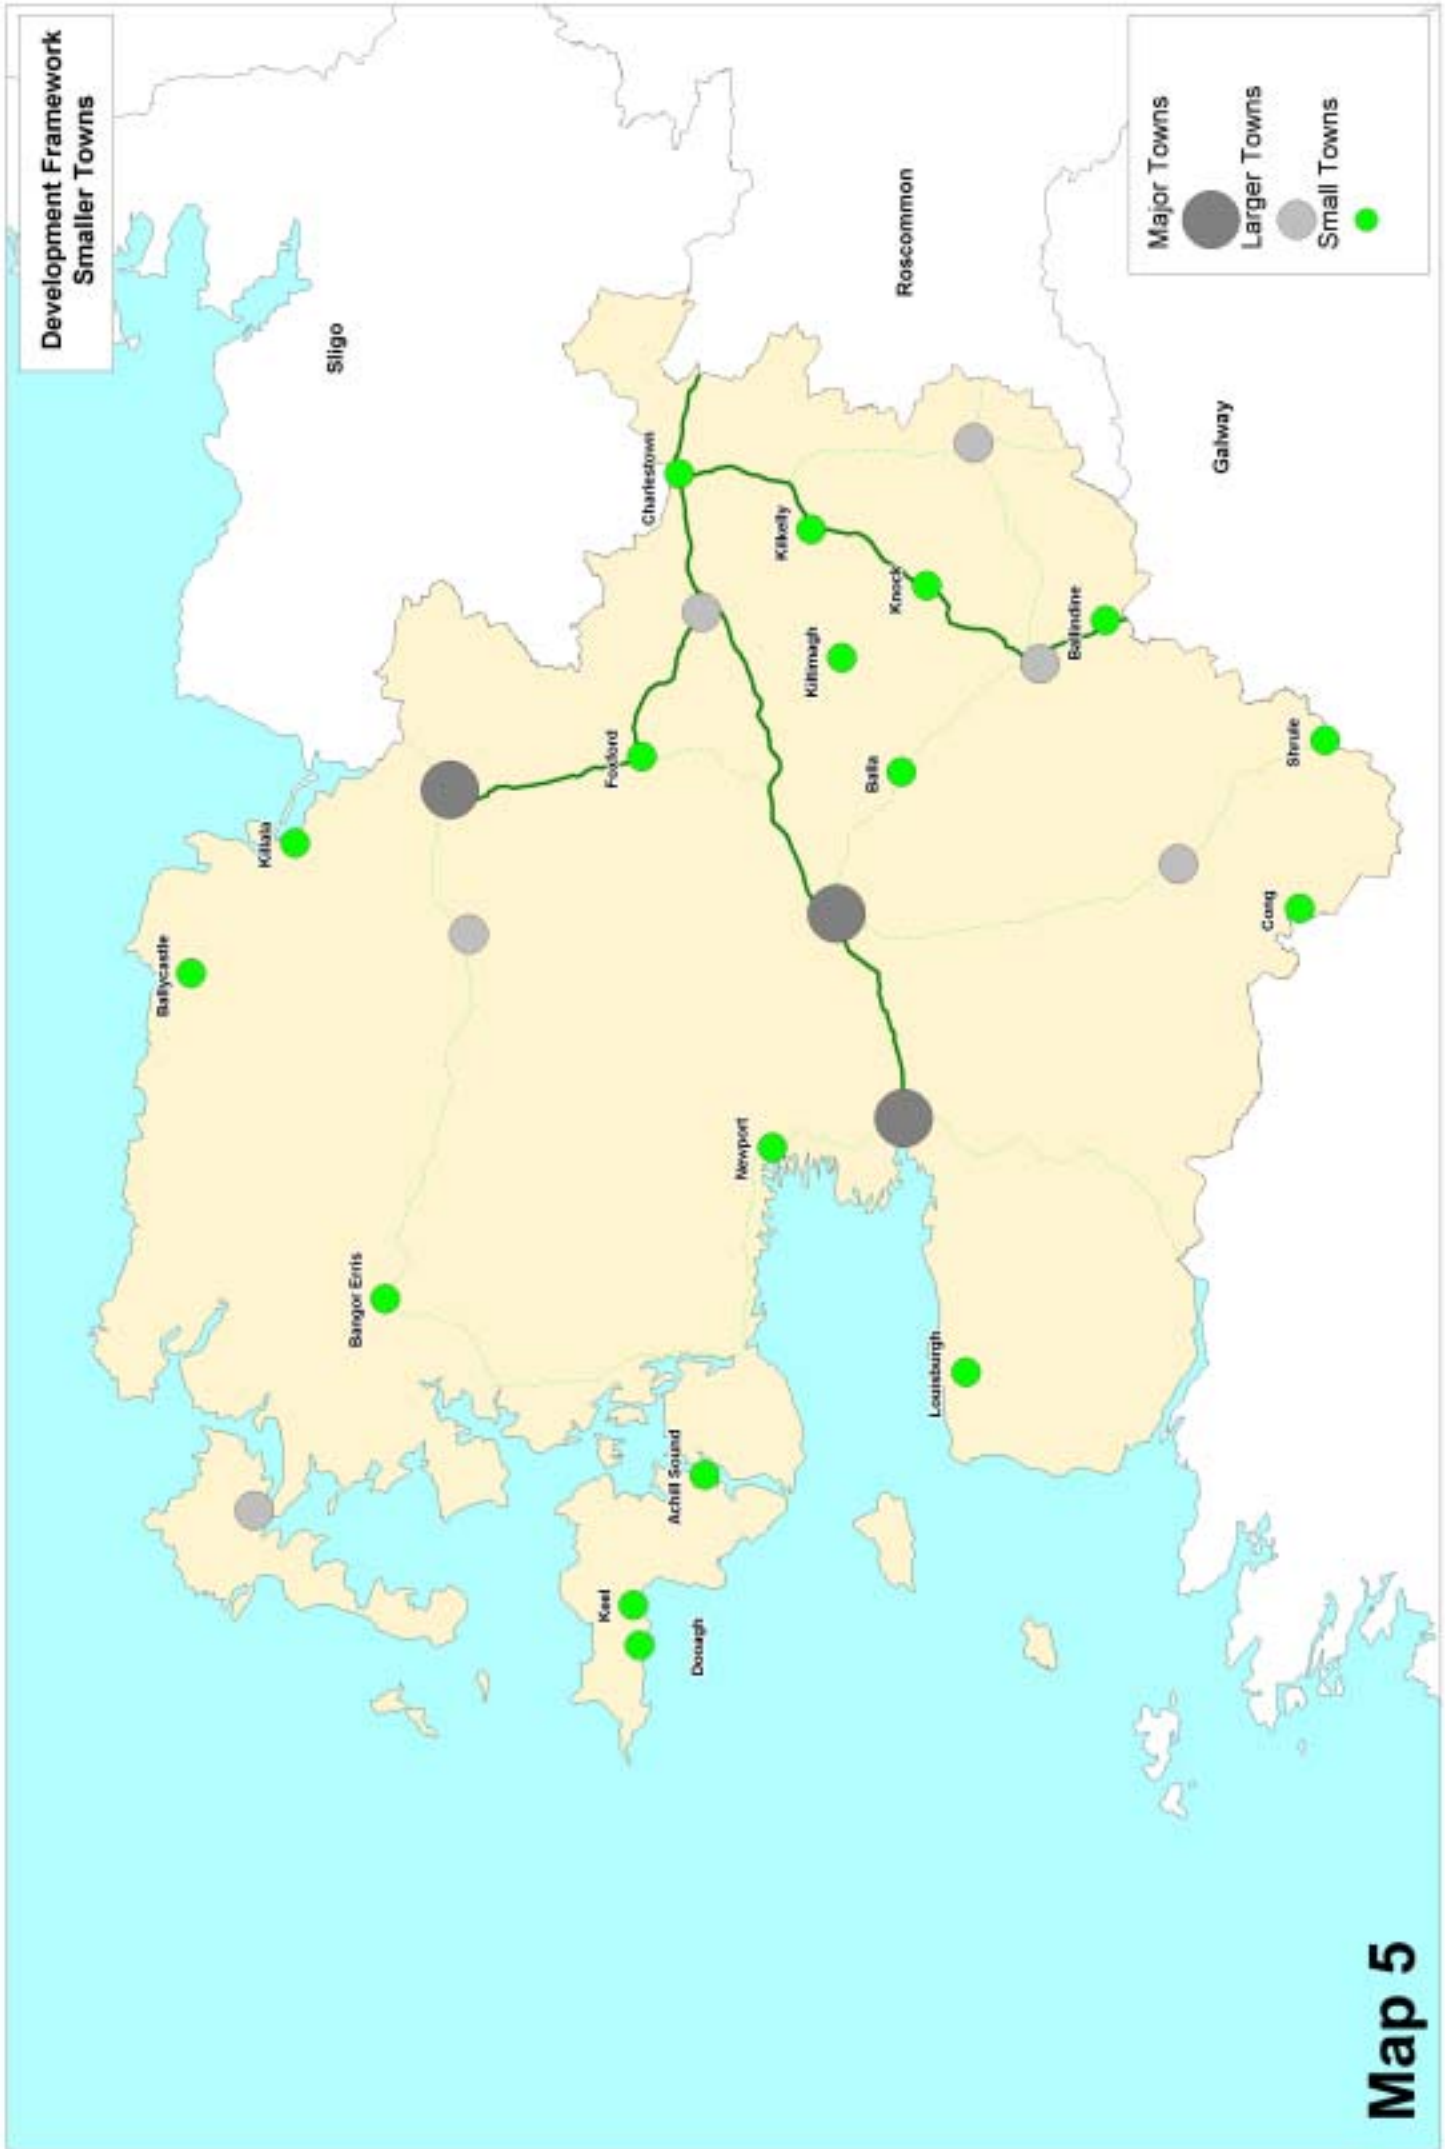 Development Framework
Smaller Towns
Sligo
Ballycastle
Killala
Bangor Erris
Charlestown
Foxford
Keel
Dooagh
Achill Sound
Newport
Kilkelly
Kiltimagh
Knock
Balla
Roscommon
Louisburgh
Ballindine
Galway
Cong
Shrule
Major Towns
Larger Towns
Small Towns
Map 5